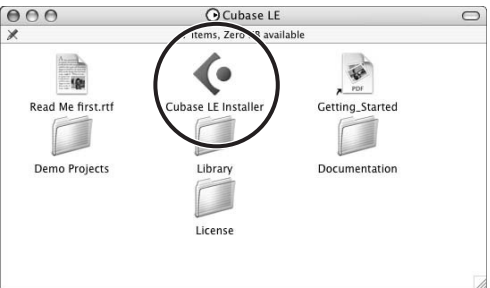 Cubase LE
items, Zero KB available
PDF
Read Me first.rtf Cubase LE Installer Getting_Started
Demo Projects Library Documentation
License